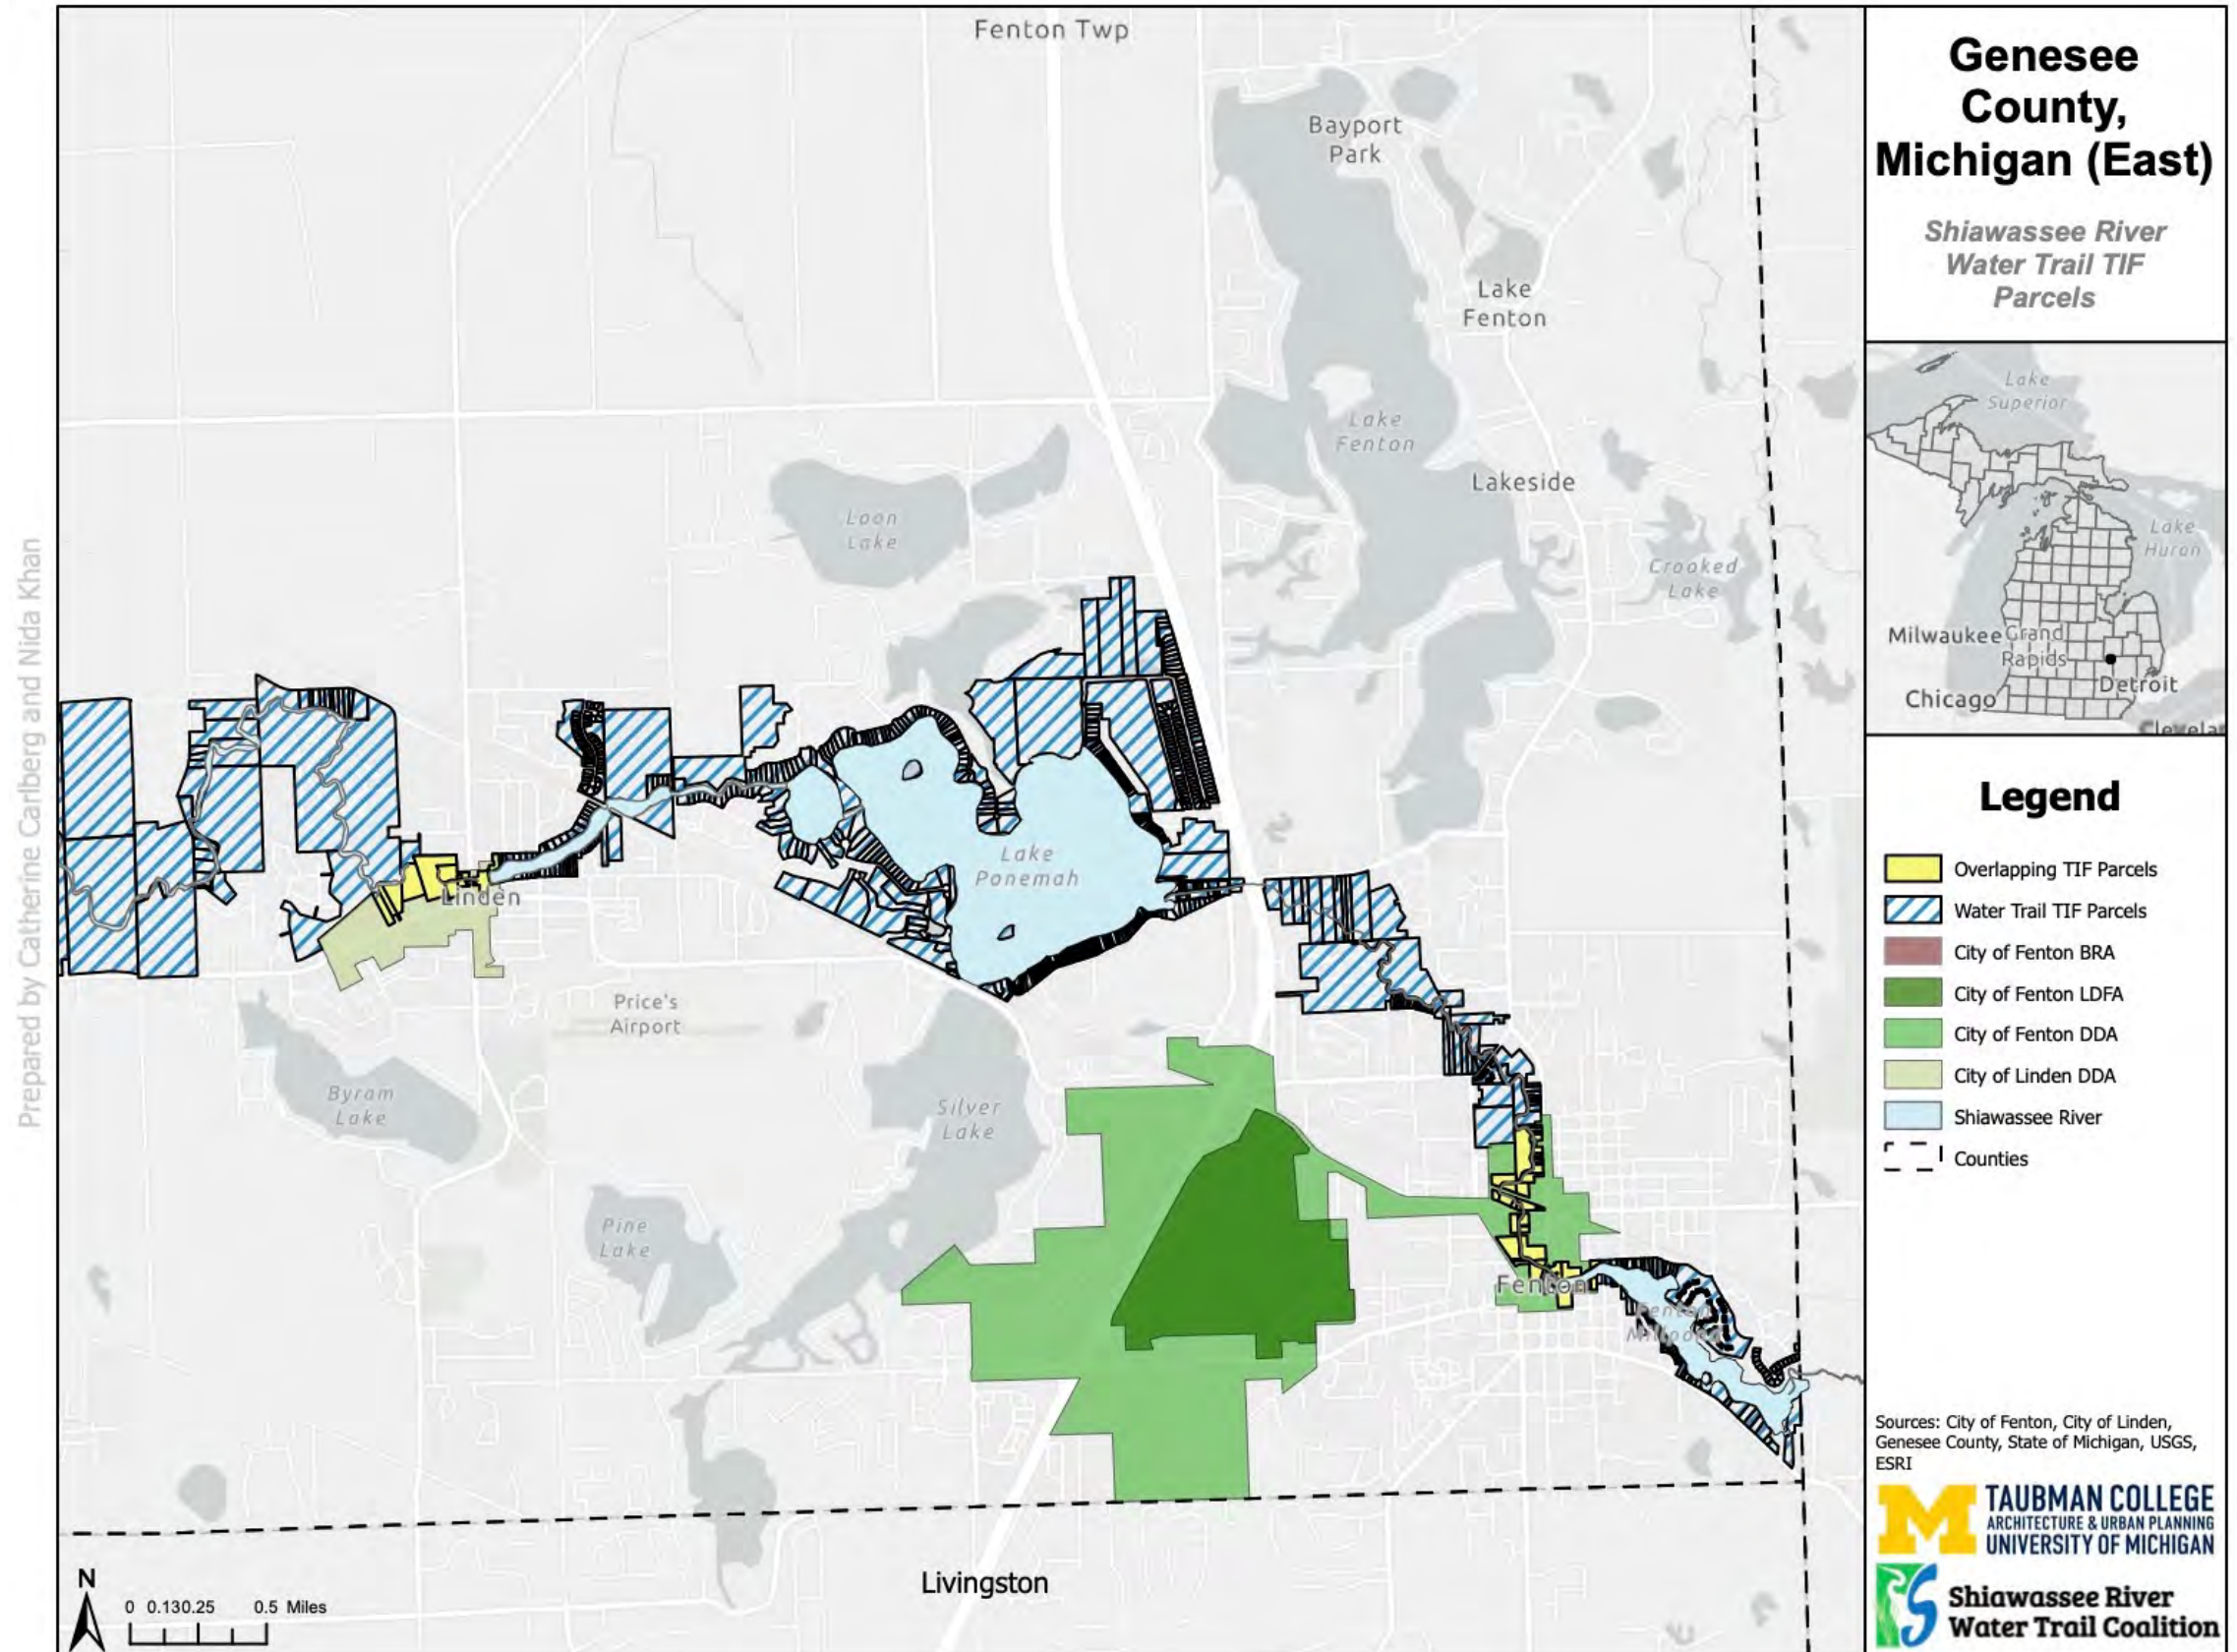 Prepared by Catherine Carlberg and Nida Khan
Fenton Twp
Bayport
Park
Lake
Fenton
Lake
Fenton
Lakeside
Loon
Lake
Crooked
Lake
Lake
Ponemah
Linden
Price's
Airport
Byram
Lake
Silver
Lake
Pine
Lake
Fenton
Fenton
Millpond
Livingston
N
0 0.130.25 0.5 Miles
Genesee
County,
Michigan (East)
Shiawassee River
Water Trail TIF
Parcels
Lake
Superior
Lake
Huron
Milwaukee
Grand
Rapids
Detroit
Chicago
Clevelan
Legend
Overlapping TIF Parcels
Water Trail TIF Parcels
City of Fenton BRA
City of Fenton LDFA
City of Fenton DDA
City of Linden DDA
Shiawassee River
Counties
Sources: City of Fenton, City of Linden,
Genesee County, State of Michigan, USGS,
ESRI
M
TAUBMAN COLLEGE
ARCHITECTURE & URBAN PLANNING
UNIVERSITY OF MICHIGAN
Shiawassee River
Water Trail Coalition